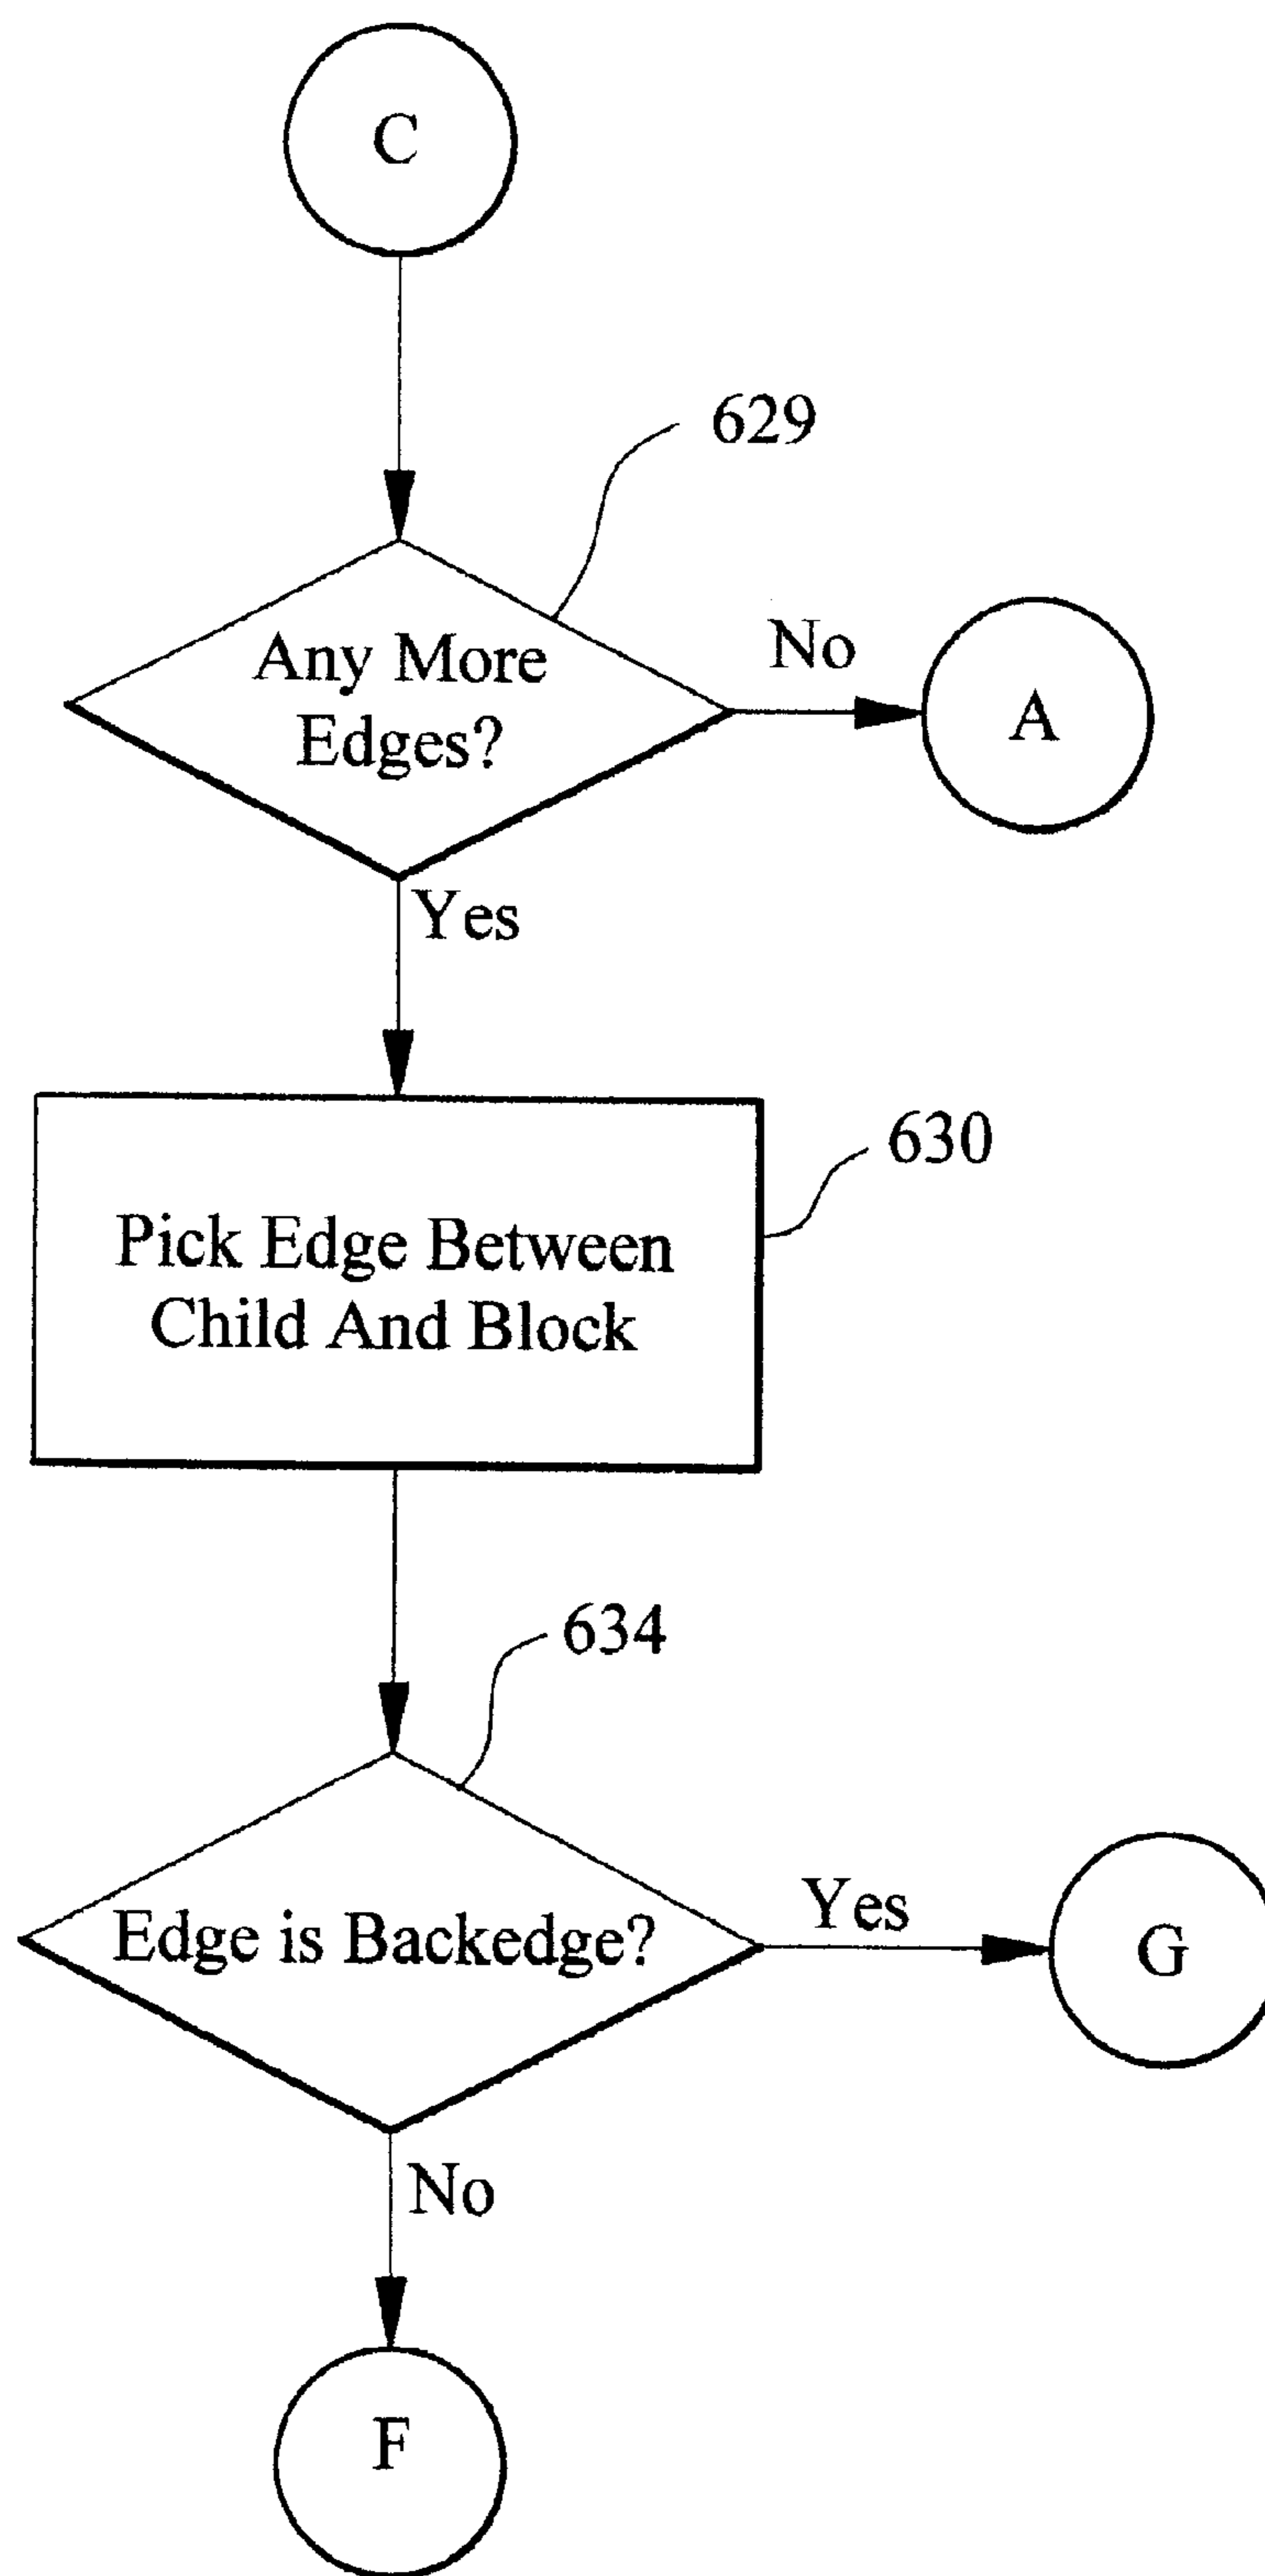 C
629
Any More
Edges?
No
A
Yes
630
Pick Edge Between
Child And Block
634
Edge is Backedge?
Yes
G
No
F